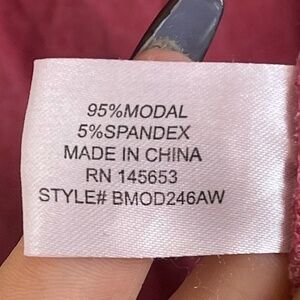 95%MODAL
5%SPANDEX
MADE IN CHINA
RN 145653
STYLE# BMOD246AW